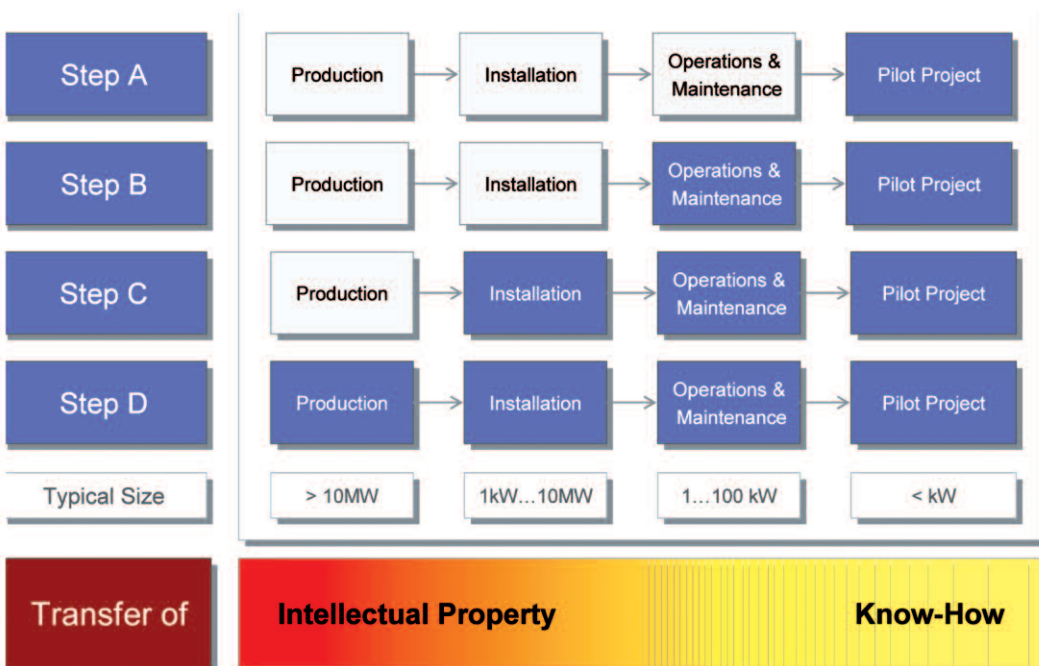 Step A
Production
Installation
Operations &
Maintenance
Pilot Project
Step B
Production
Installation
Operations &
Maintenance
Pilot Project
Step C
Production
Installation
Operations &
Maintenance
Pilot Project
Step D
Production
Installation
Operations &
Maintenance
Pilot Project
Typical Size
> 10MW
1kW...10MW
1...100 kW
< kW
Transfer of
Intellectual Property
Know-How